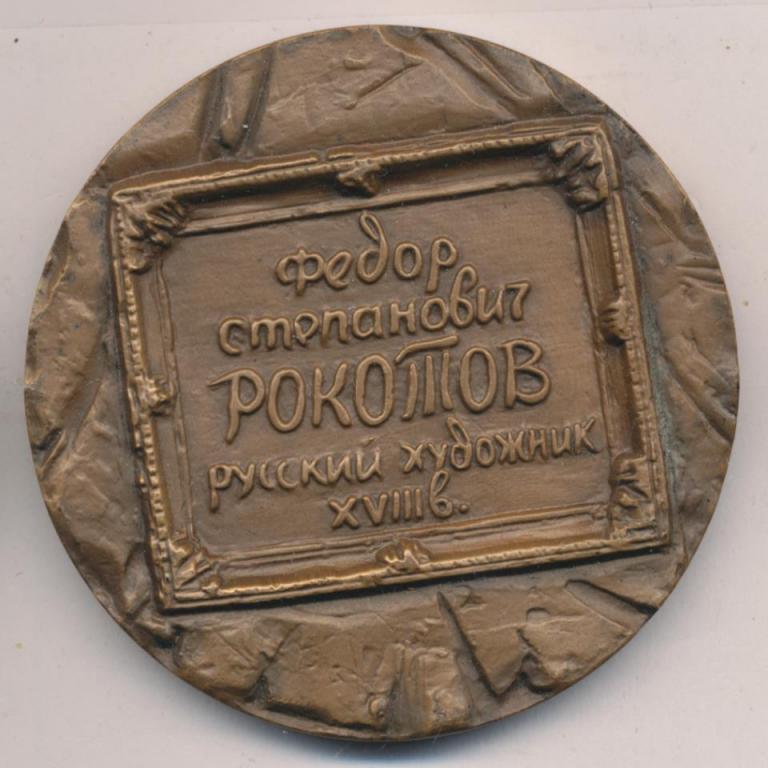 федор
степанович
РОКОТОВ
русский художник
XVIII в.